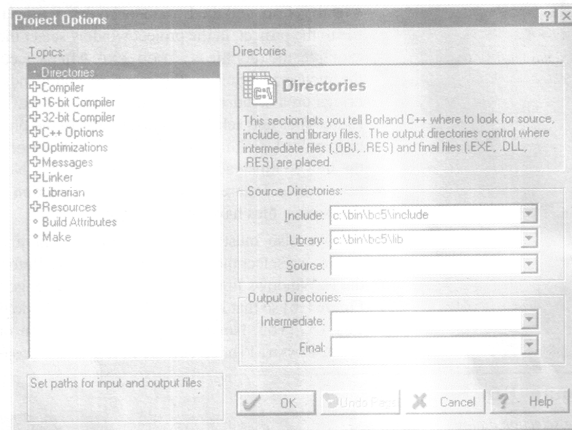 Project Options
Topics:
Directories
Compiler
16-bit Compiler
32-bit Compiler
C++ Options
Optimizations
Messages
Linker
Librarian
Resources
Build Attributes
Make
Set paths for input and output files
Directories
C:\
Directories
This section lets you tell Borland C++ where to look for source,
include, and library files. The output directories control where
intermediate files (.OBJ, .RES) and final files (.EXE, .DLL,
.RES) are placed.
Source Directories:
Include: c:\bin\bc5\include
Library: c:\bin\bc5\lib
Source:
Output Directories:
Intermediate:
Final:
OK
Undo
Cancel
? Help